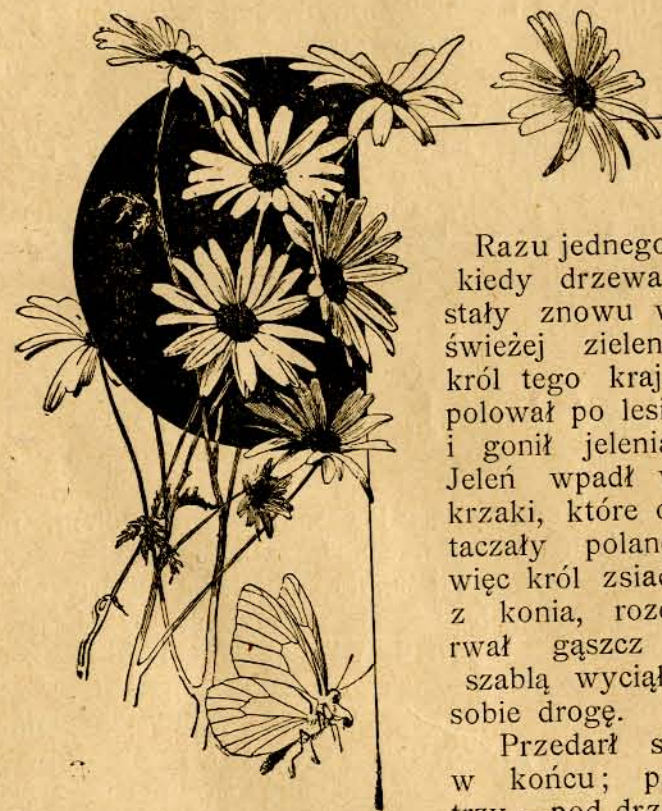 Razu jednego
kiedy drzewa
stały znowu w
świeżej zielen
król tego kraj
polował po lesi
i gonił jelenia
Jeleń wpadł w
krzaki, które o
taczały polan
więc król zsiad
z konia, roze
rwał gąszcz
szablą wyciął
sobie drogę.
Przedarł s
w końcu; p